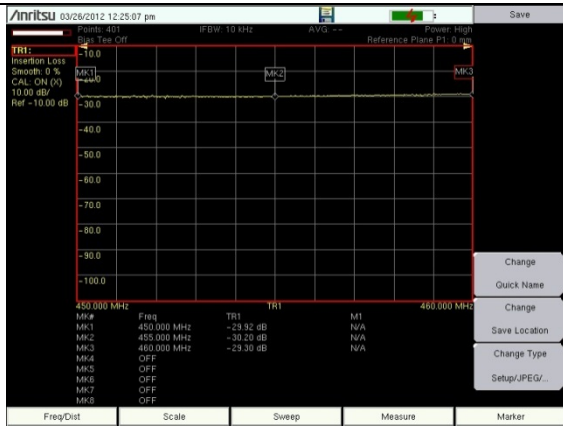 Anritsu 03/26/2012 12:25:07 pm
Save
Points: 401 IFBW: 10 kHz AVG: -- Power: High
Bias Tee Off Reference Plane P1: 0 mm
TR1:
Insertion Loss
Smooth: 0 %
CAL: ON (X)
10.00 dB/
Ref -10.00 dB
-10.0
MK1 MK2 MK3
-30.0
-40.0
-50.0
-60.0
-70.0
-80.0
-90.0
-100.0
450.000 MHz TR1 460.000 MHz
MK# Freq TR1 M1
MK1 450.000 MHz -29.92 dB N/A
MK2 455.000 MHz -30.20 dB N/A
MK3 460.000 MHz -29.30 dB N/A
MK4 OFF
MK5 OFF
MK6 OFF
MK7 OFF
MK8 OFF
Change
Quick Name
Change
Save Location
Change Type
Setup/JPEG/...
Freq/Dist Scale Sweep Measure Marker